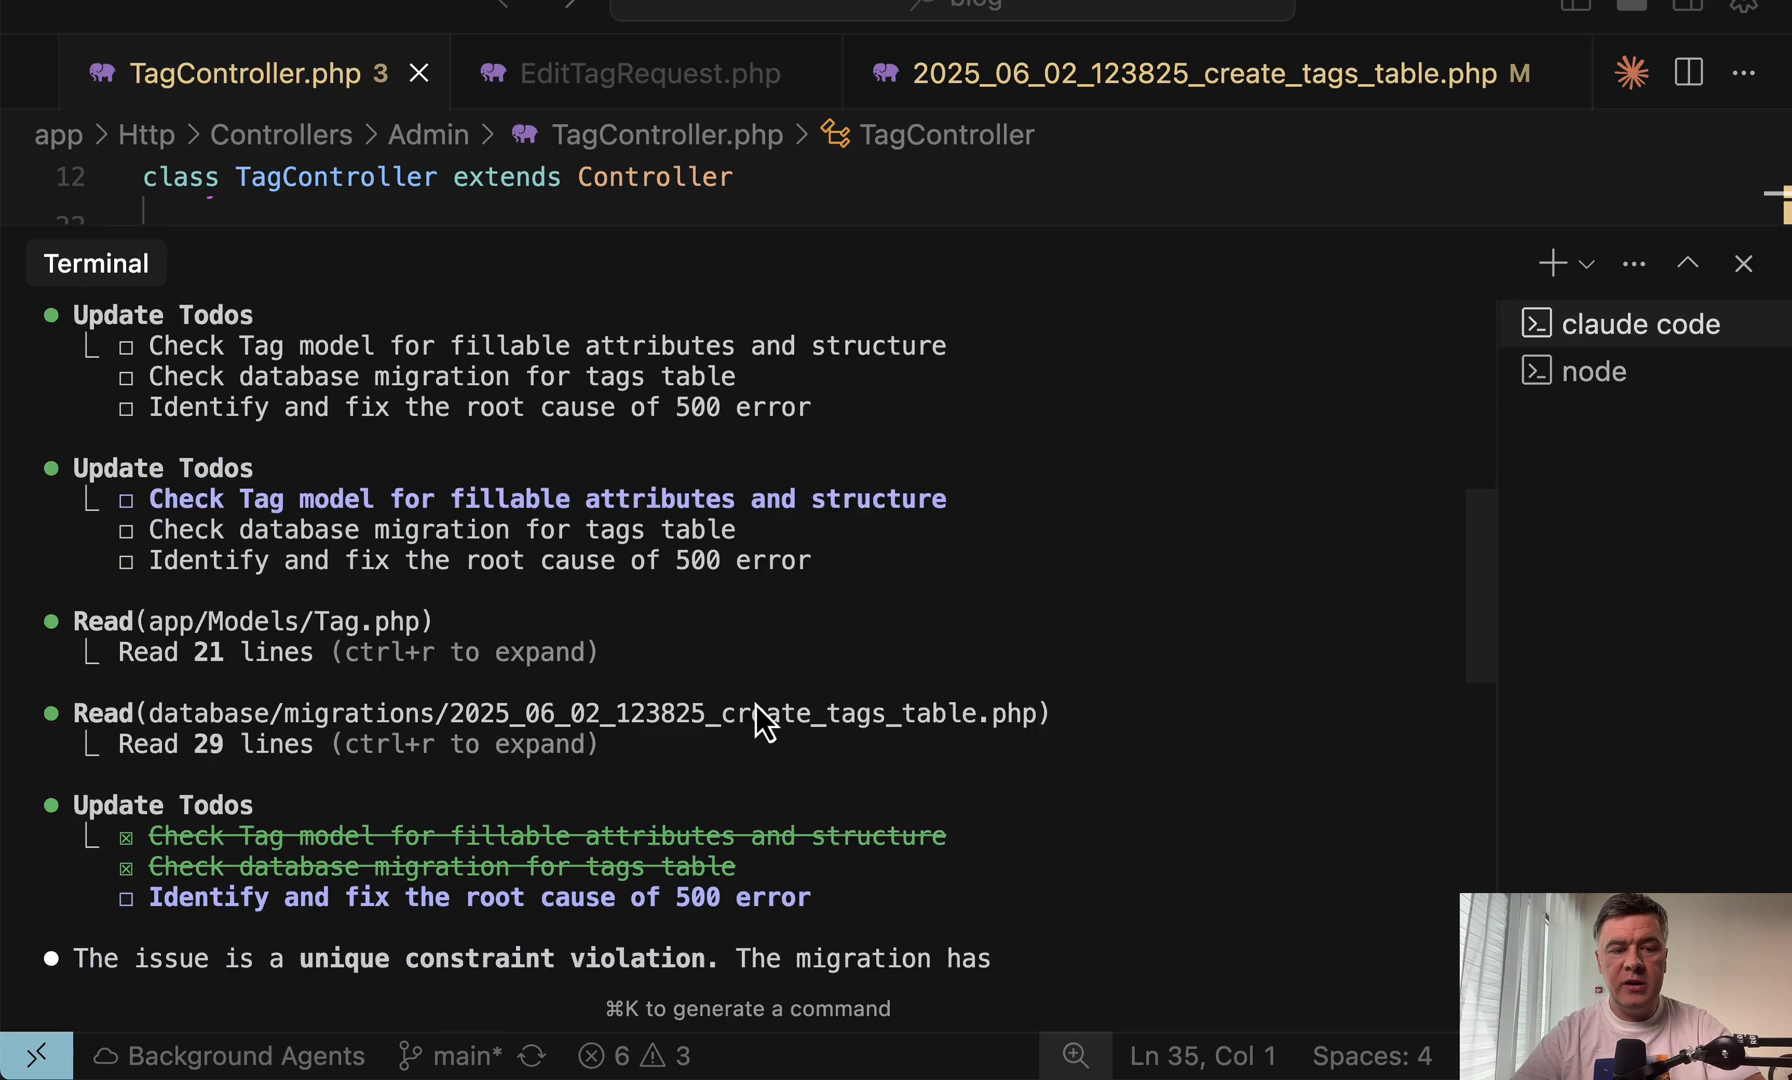 blog
TagController.php 3
EditTagRequest.php
2025_06_02_123825_create_tags_table.php M
app > Http > Controllers > Admin > TagController.php > TagController
12 class TagController extends Controller
Terminal
claude code
node
Update Todos
☐ Check Tag model for fillable attributes and structure
☐ Check database migration for tags table
☐ Identify and fix the root cause of 500 error
Update Todos
☐ Check Tag model for fillable attributes and structure
☐ Check database migration for tags table
☐ Identify and fix the root cause of 500 error
Read(app/Models/Tag.php)
Read 21 lines (ctrl+r to expand)
Read(database/migrations/2025_06_02_123825_create_tags_table.php)
Read 29 lines (ctrl+r to expand)
Update Todos
☒ Check Tag model for fillable attributes and structure
☒ Check database migration for tags table
☐ Identify and fix the root cause of 500 error
The issue is a unique constraint violation. The migration has
⌘K to generate a command
Background Agents main* 6 3 Ln 35, Col 1 Spaces: 4